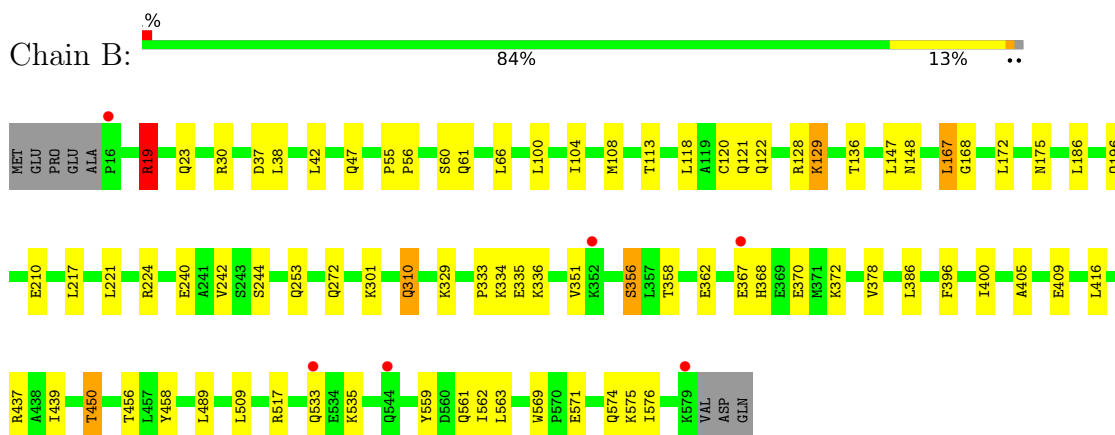 %
Chain B:
84% 13%
MET GLU PRO GLU ALA P16 R19 Q23 R30 D37 L38 L42 Q47 P55 P56 S60 Q61 L66 L100 I104 M108 T113 L118 A119 C120 Q121 Q122 R128 K129 T136 L147 N148 L167 G168 L172 N175 L186 Q196
E210 L217 L221 R224 E240 A241 V242 S243 S244 Q253 Q272 K301 Q310 K329 P333 K334 E335 K336 V351 K352 S356 L357 T358 E362 E367 H368 E369 E370 M371 K372 V378 L386 F396 I400 A405 E409 L416
R437 A438 I439 T450 T456 L457 Y458 L489 L509 R517 Q533 E534 K535 Q544 Y559 D560 Q561 I562 L563 W569 P570 E571 Q574 K575 I576 K579 VAL ASP GLN